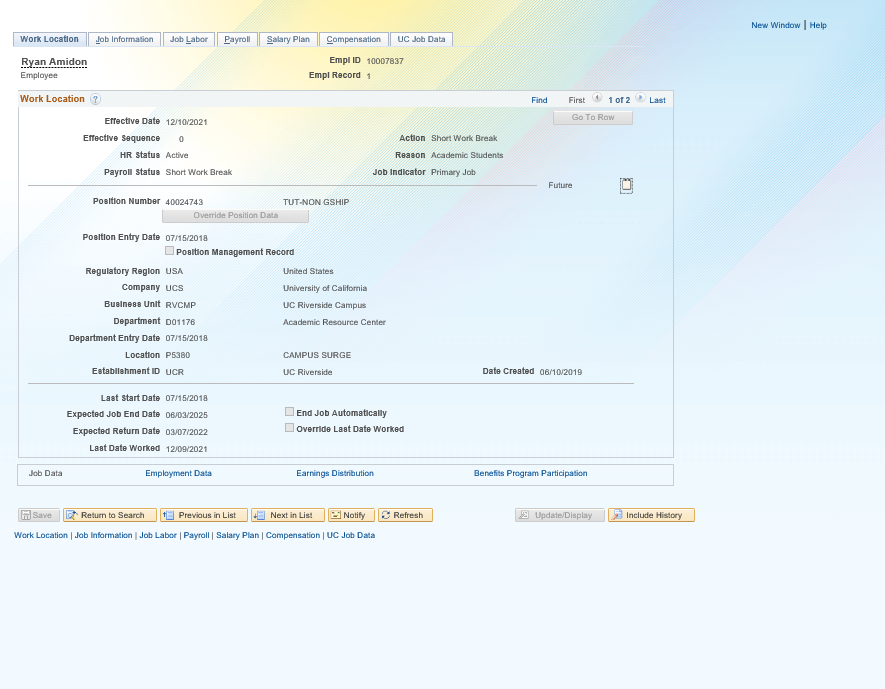 New Window | Help
Work Location Job Information Job Labor Payroll Salary Plan Compensation UC Job Data
Ryan Amidon Empl ID 10007837
Employee Empl Record 1
Work Location ? Find First 1 of 2 Last
Effective Date 12/10/2021 Go To Row
Effective Sequence 0 Action Short Work Break
HR Status Active Reason Academic Students
Payroll Status Short Work Break Job Indicator Primary Job
Future
Position Number 40024743 TUT-NON GSHIP
Override Position Data
Position Entry Date 07/15/2018
Position Management Record
Regulatory Region USA United States
Company UCS University of California
Business Unit RVCMP UC Riverside Campus
Department D01176 Academic Resource Center
Department Entry Date 07/15/2018
Location P5380 CAMPUS SURGE
Establishment ID UCR UC Riverside Date Created 06/10/2019
Last Start Date 07/15/2018
Expected Job End Date 06/03/2025 End Job Automatically
Expected Return Date 03/07/2022 Override Last Date Worked
Last Date Worked 12/09/2021
Job Data Employment Data Earnings Distribution Benefits Program Participation
Save Return to Search Previous in List Next in List Notify Refresh Update/Display Include History
Work Location | Job Information | Job Labor | Payroll | Salary Plan | Compensation | UC Job Data